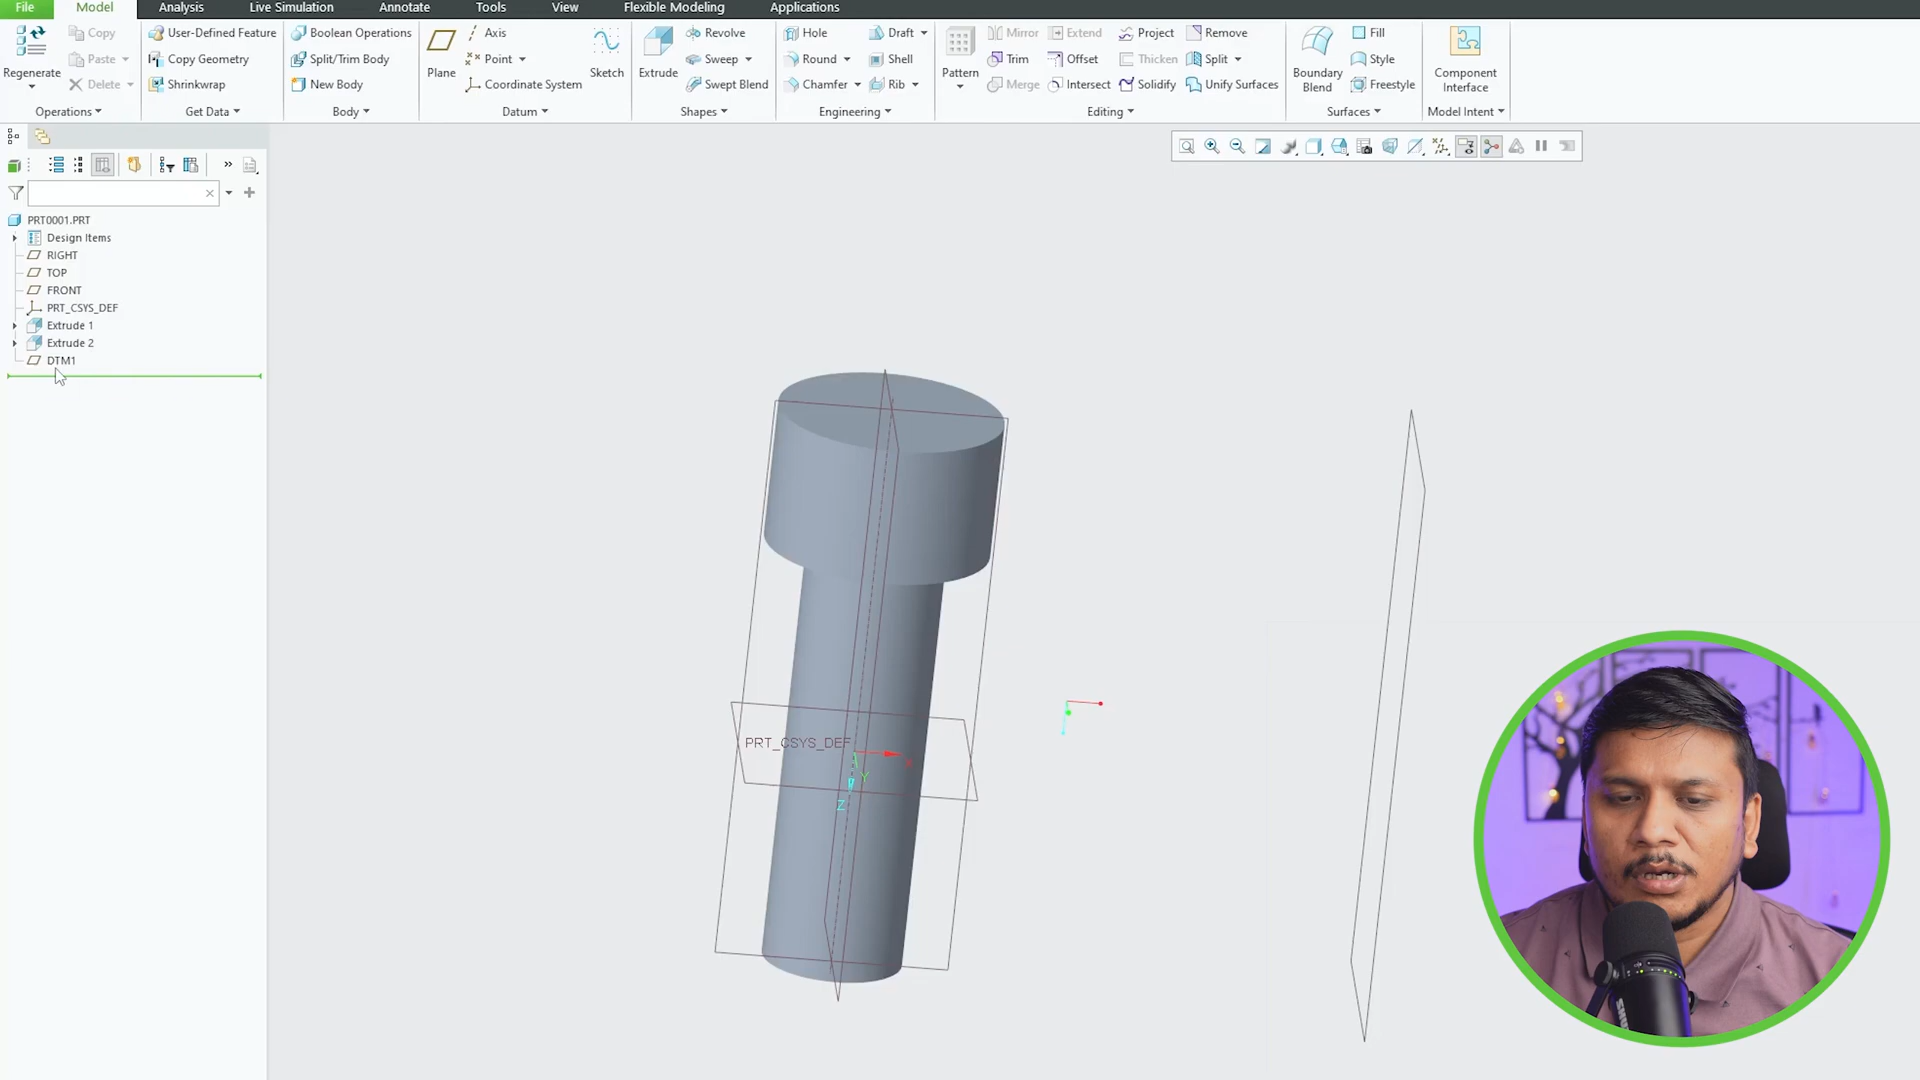 File Model Analysis Live Simulation Annotate Tools View Flexible Modeling Applications
Regenerate Copy Paste Delete Operations
User-Defined Feature Copy Geometry Shrinkwrap Get Data
Boolean Operations Split/Trim Body New Body Body
Plane Axis Point Coordinate System Sketch Datum
Extrude Revolve Sweep Swept Blend Shapes
Hole Round Chamfer Draft Shell Rib Engineering
Pattern Mirror Trim Merge Extend Offset Intersect Project Thicken Solidify Remove Split Unify Surfaces Editing
Boundary Blend Fill Style Freestyle Surfaces
Component Interface Model Intent
PRT0001.PRT
Design Items
RIGHT
TOP
FRONT
PRT_CSYS_DEF
Extrude 1
Extrude 2
DTM1
PRT_CSYS_DEF
X
Y
Z